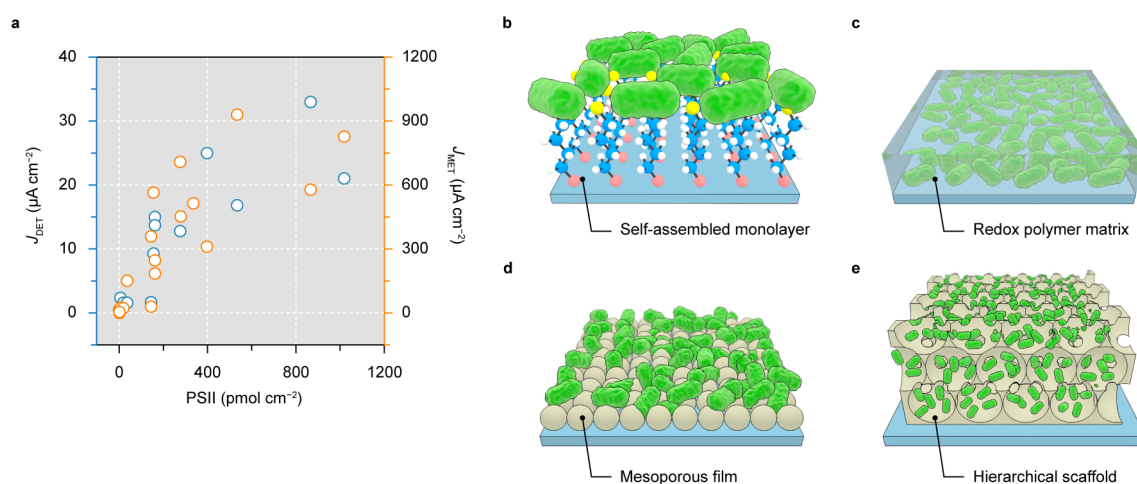 a
40
30
20
10
0
J_DET (µA cm⁻²)
1200
900
600
300
0
J_MET (µA cm⁻²)
0
400
800
1200
PSII (pmol cm⁻²)
b
Self-assembled monolayer
c
Redox polymer matrix
d
Mesoporous film
e
Hierarchical scaffold